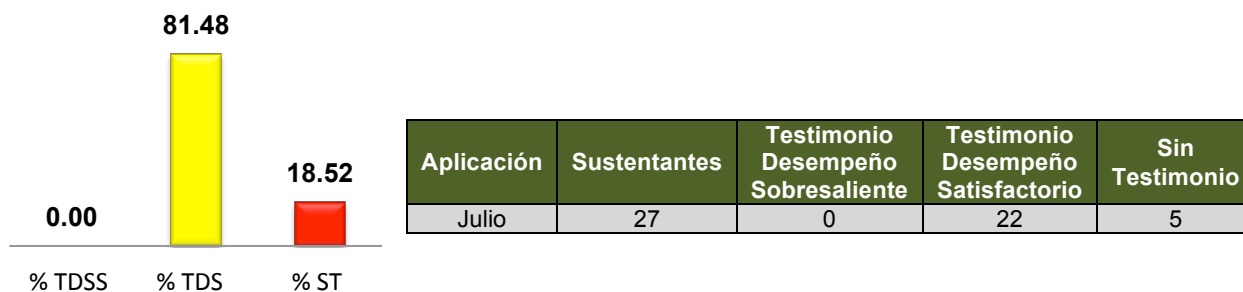 81.48
18.52
0.00
% TDSS % TDS % ST
Aplicación Sustentantes Testimonio Desempeño Sobresaliente Testimonio Desempeño Satisfactorio Sin Testimonio
Julio 27 0 22 5